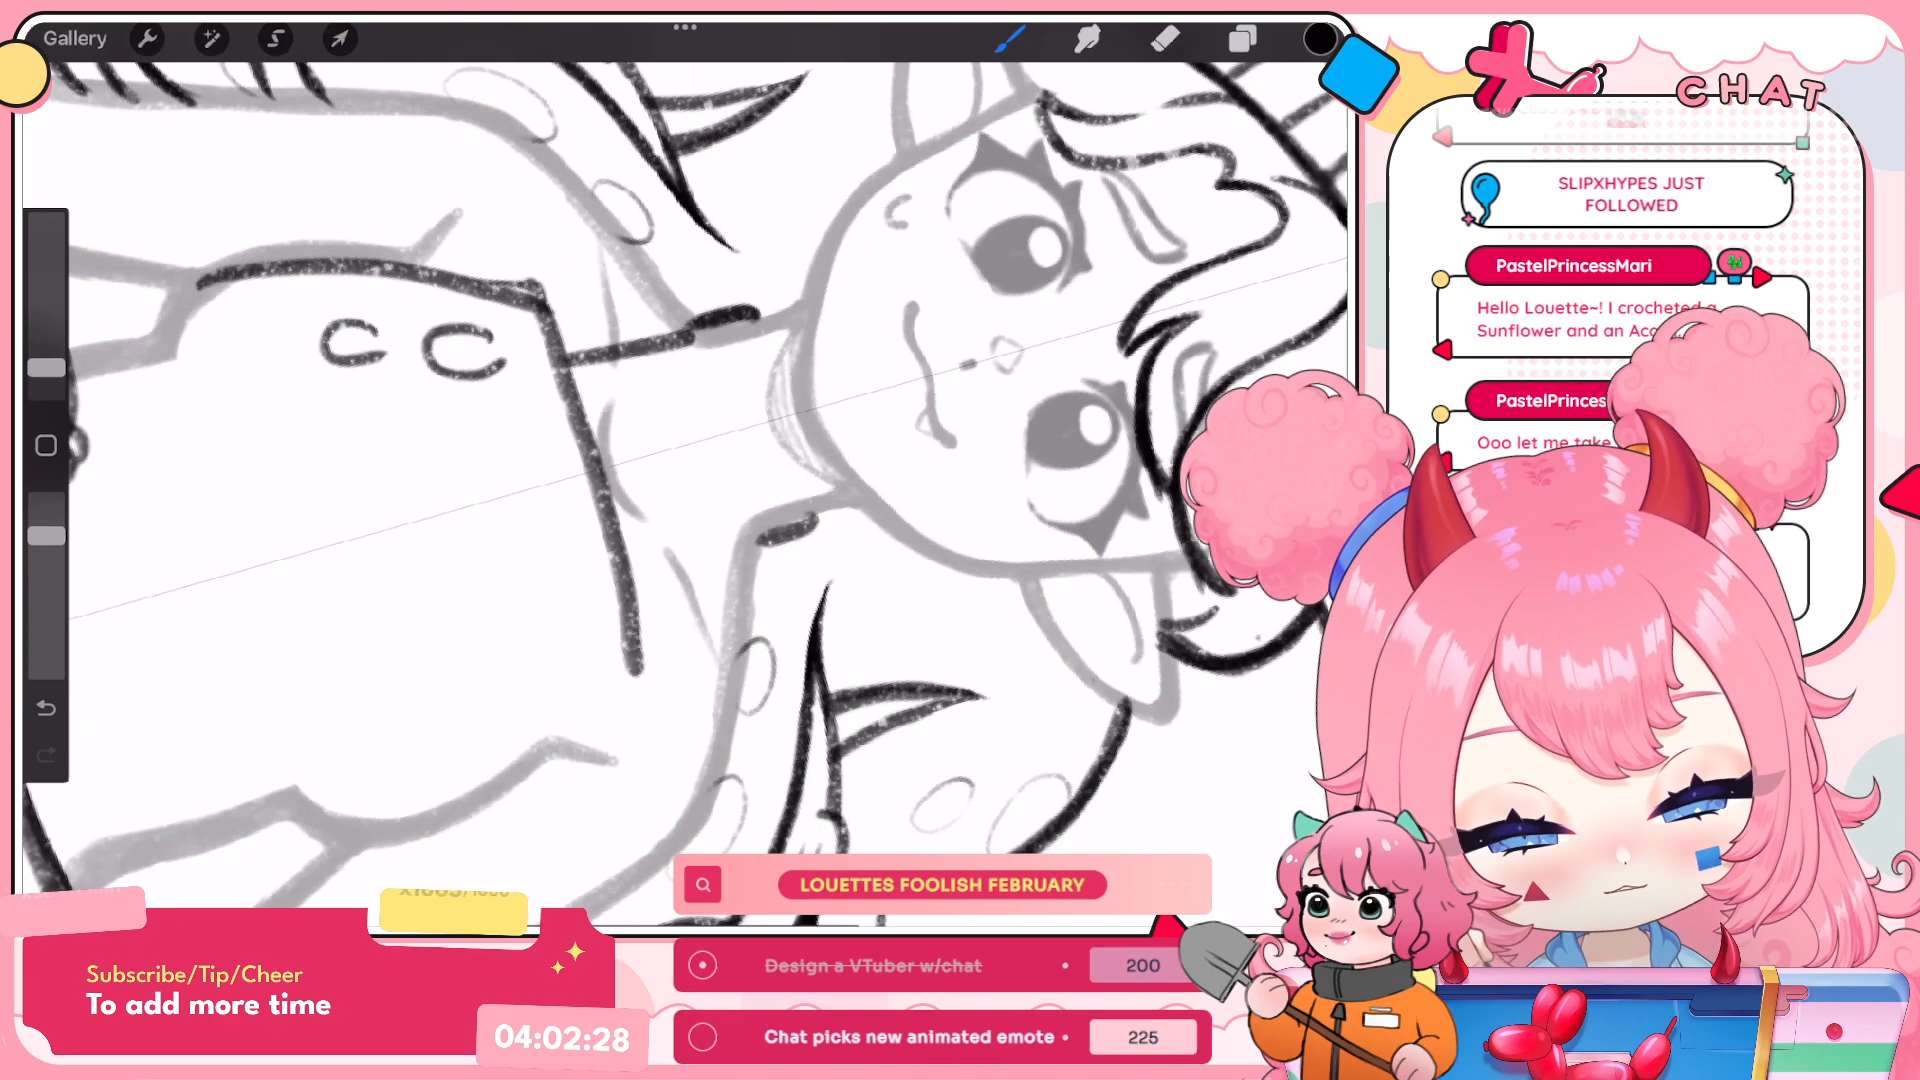 Gallery
CHAT
SLIPXHYPES JUST
FOLLOWED
PastelPrincessMari
Hello Louette~! I crocheted a
Sunflower and an
PastelPrinces
Ooo let me take
LOUETTES FOOLISH FEBRUARY
Design a VTuber w/chat • 200
Chat picks new animated emote • 225
Subscribe/Tip/Cheer
To add more time
04:02:28